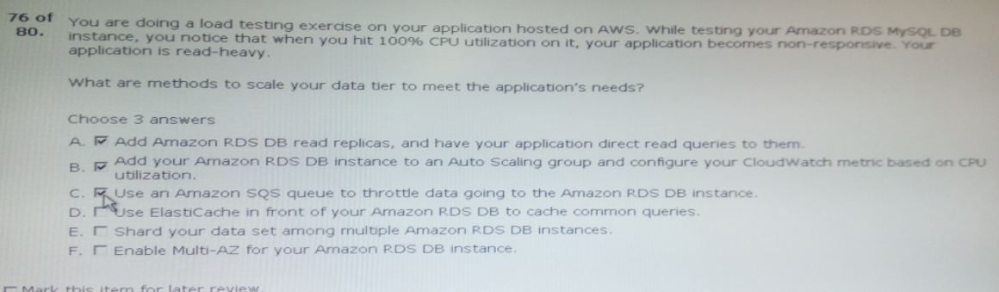 76 of You are doing a load testing exercise on your application hosted on AWS. While testing your Amazon RDS MySQL DB
80. instance, you notice that when you hit 100% CPU utilization on it, your application becomes non-responsive. Your
application is read-heavy.
What are methods to scale your data tier to meet the application's needs?
Choose 3 answers
A. Add Amazon RDS DB read replicas, and have your application direct read queries to them.
B. Add your Amazon RDS DB instance to an Auto Scaling group and configure your CloudWatch metric based on CPU
utilization.
C. Use an Amazon SQS queue to throttle data going to the Amazon RDS DB instance.
D. Use ElastiCache in front of your Amazon RDS DB to cache common queries.
E. Shard your data set among multiple Amazon RDS DB instances.
F. Enable Multi-AZ for your Amazon RDS DB instance.
Mark this item for later review.